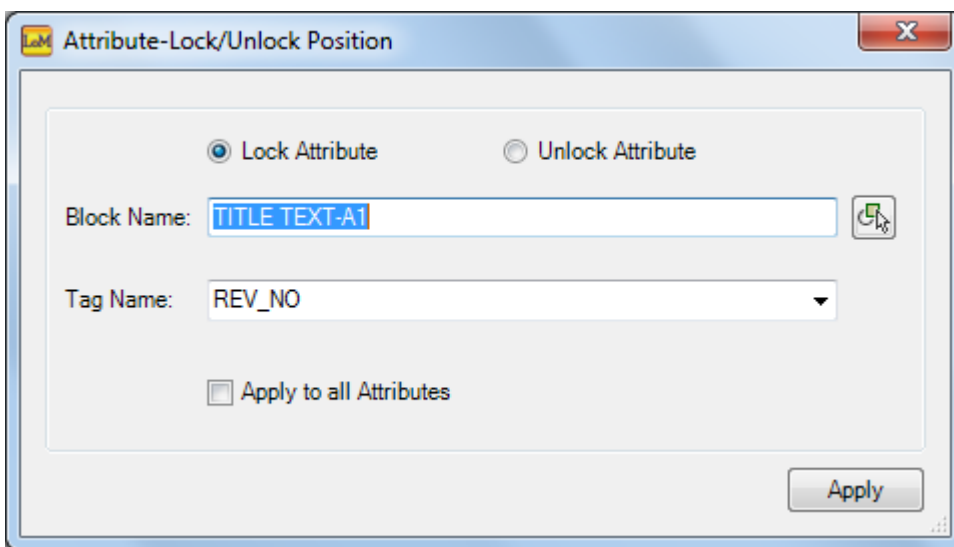 LaM Attribute-Lock/Unlock Position
Lock Attribute Unlock Attribute
Block Name: TITLE TEXT-A1
Tag Name: REV_NO
Apply to all Attributes
Apply